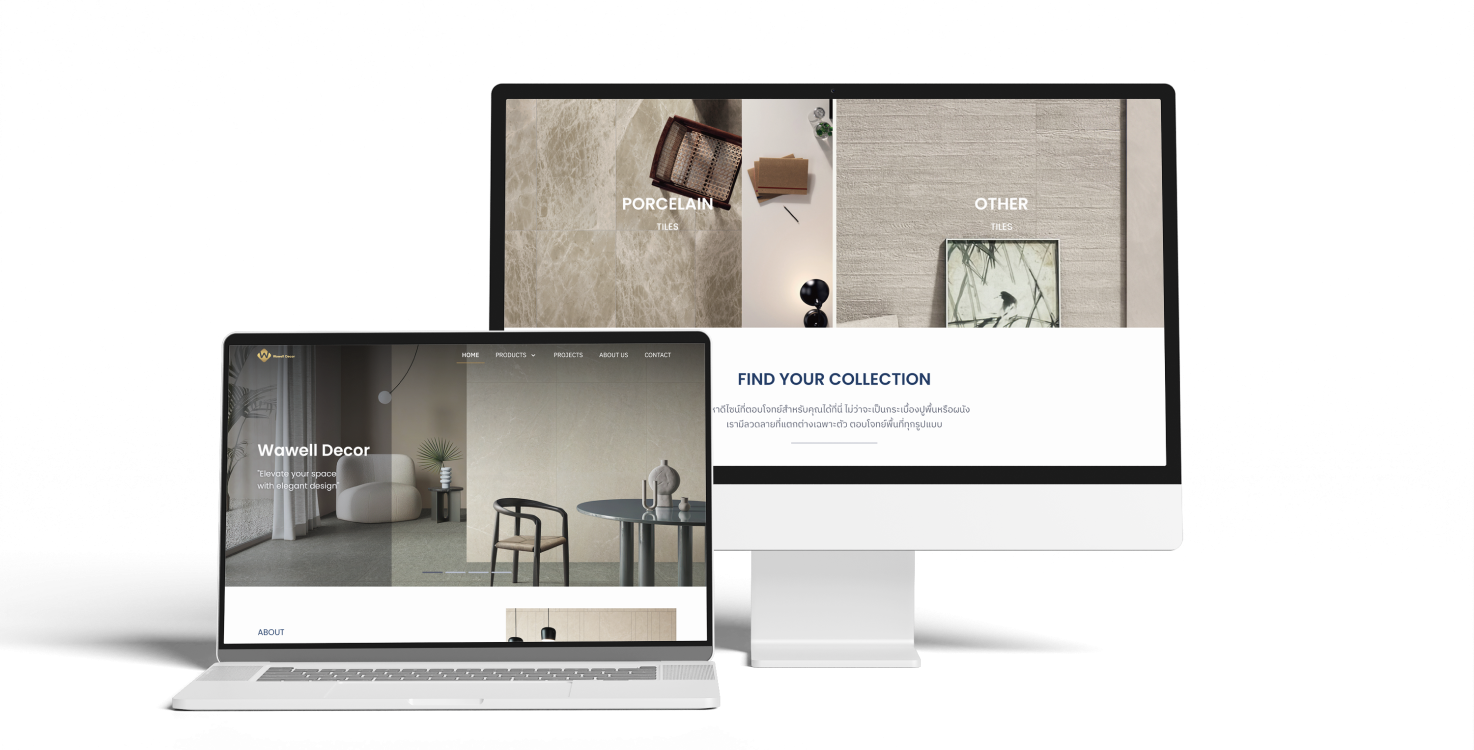 PORCELAIN
TILES
OTHER
TILES
FIND YOUR COLLECTION
ดีไซน์ที่ตอบโจทย์สำหรับคุณได้ที่นี่ ไม่ว่าจะเป็นกระเบื้องปูพื้นหรือผนัง
เรามีลวดลายที่แตกต่างเฉพาะตัว ตอบโจทย์พื้นที่ทุกรูปแบบ
Wawell Decor
HOME PRODUCTS PROJECTS ABOUT US CONTACT
Wawell Decor
"Elevate your space
with elegant design"
ABOUT